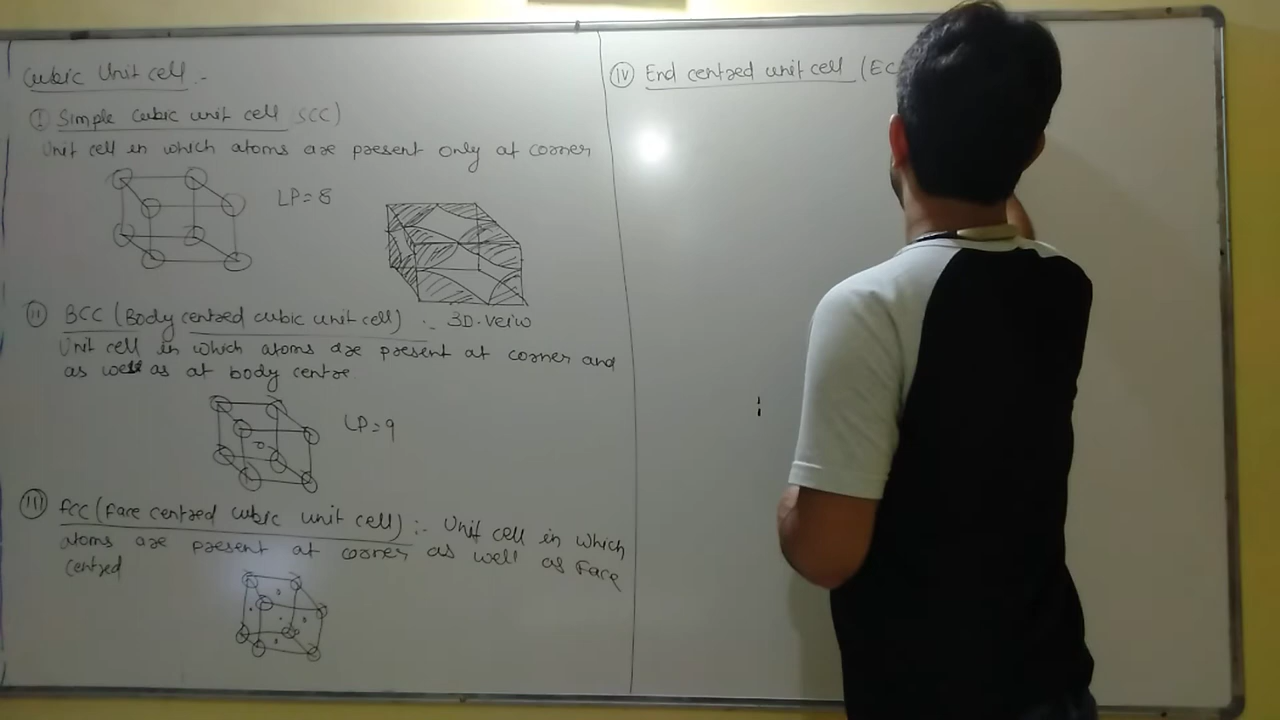 Cubic Unit cell :-
I Simple cubic unit cell SCC)
Unit cell in which atoms are present only at corner
LP=8
3D-veiw
II BCC (Body centred cubic unit cell) :-
Unit cell in which atoms are present at corner and
as well as at body centre
LP=9
III FCC (Face centred cubic unit cell) :- Unit cell in which
atoms are present at corner as well as Face
centred
IV End centred unit cell (EC